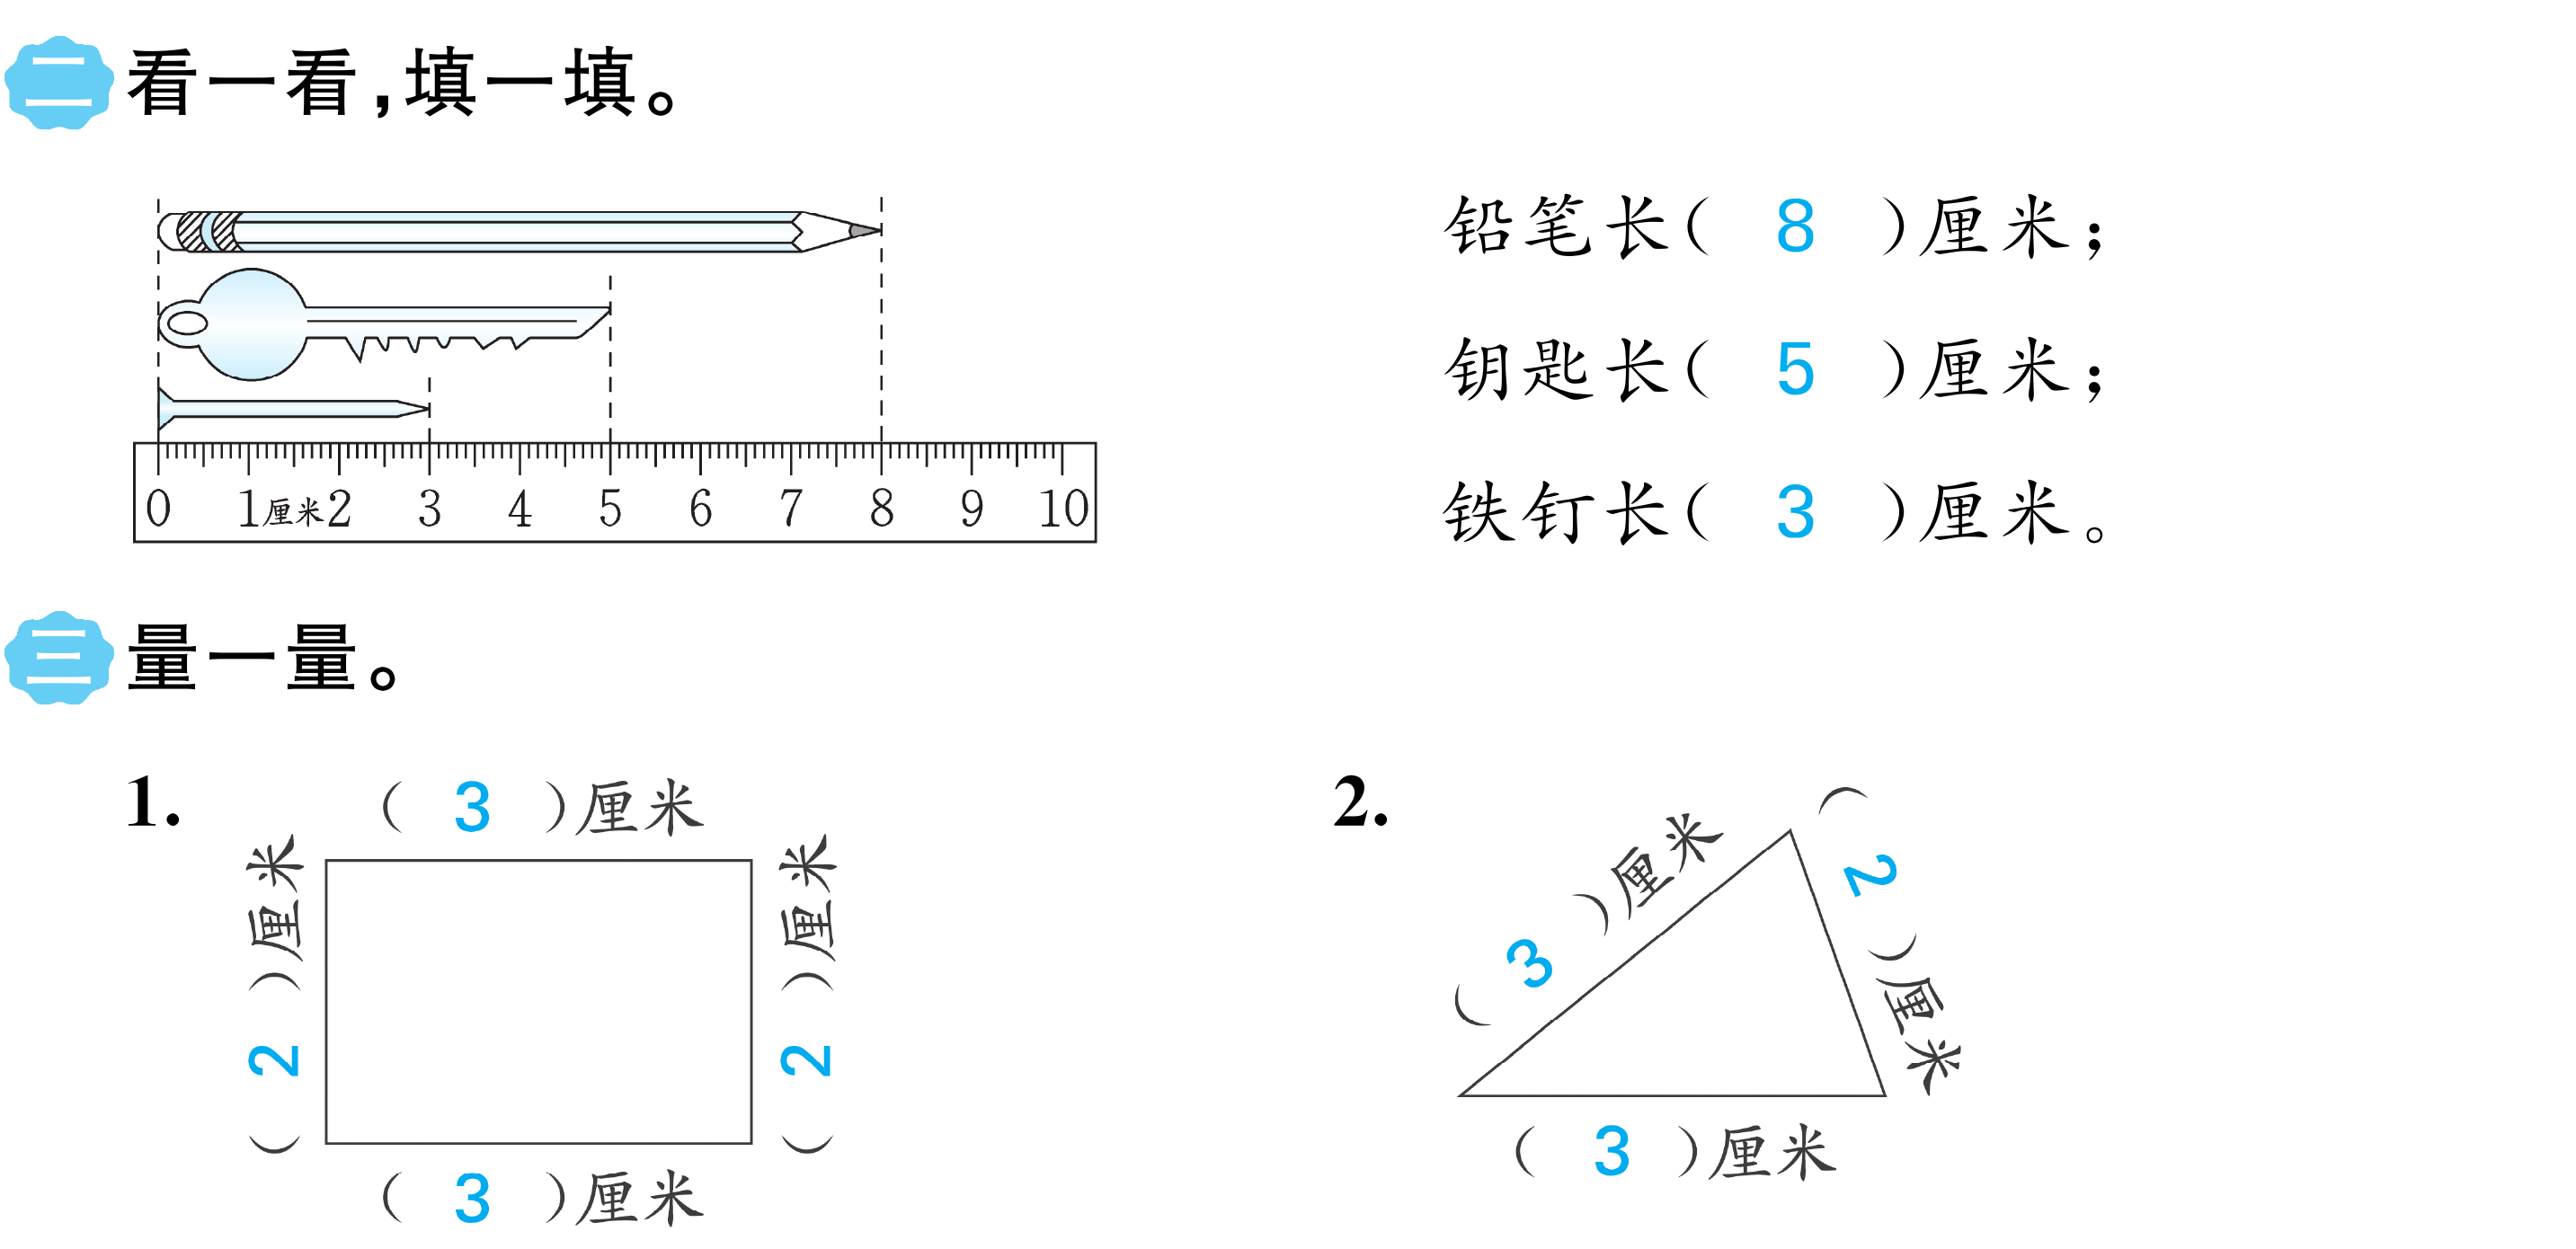 二 看一看,填一填。
铅笔长( 8 )厘米;
钥匙长( 5 )厘米;
铁钉长( 3 )厘米。
0 1厘米2 3 4 5 6 7 8 9 10
三 量一量。
1.
( 3 )厘米
( 2 )厘米
( 2 )厘米
( 3 )厘米
2.
( 3 )厘米
( 2 )厘米
( 3 )厘米